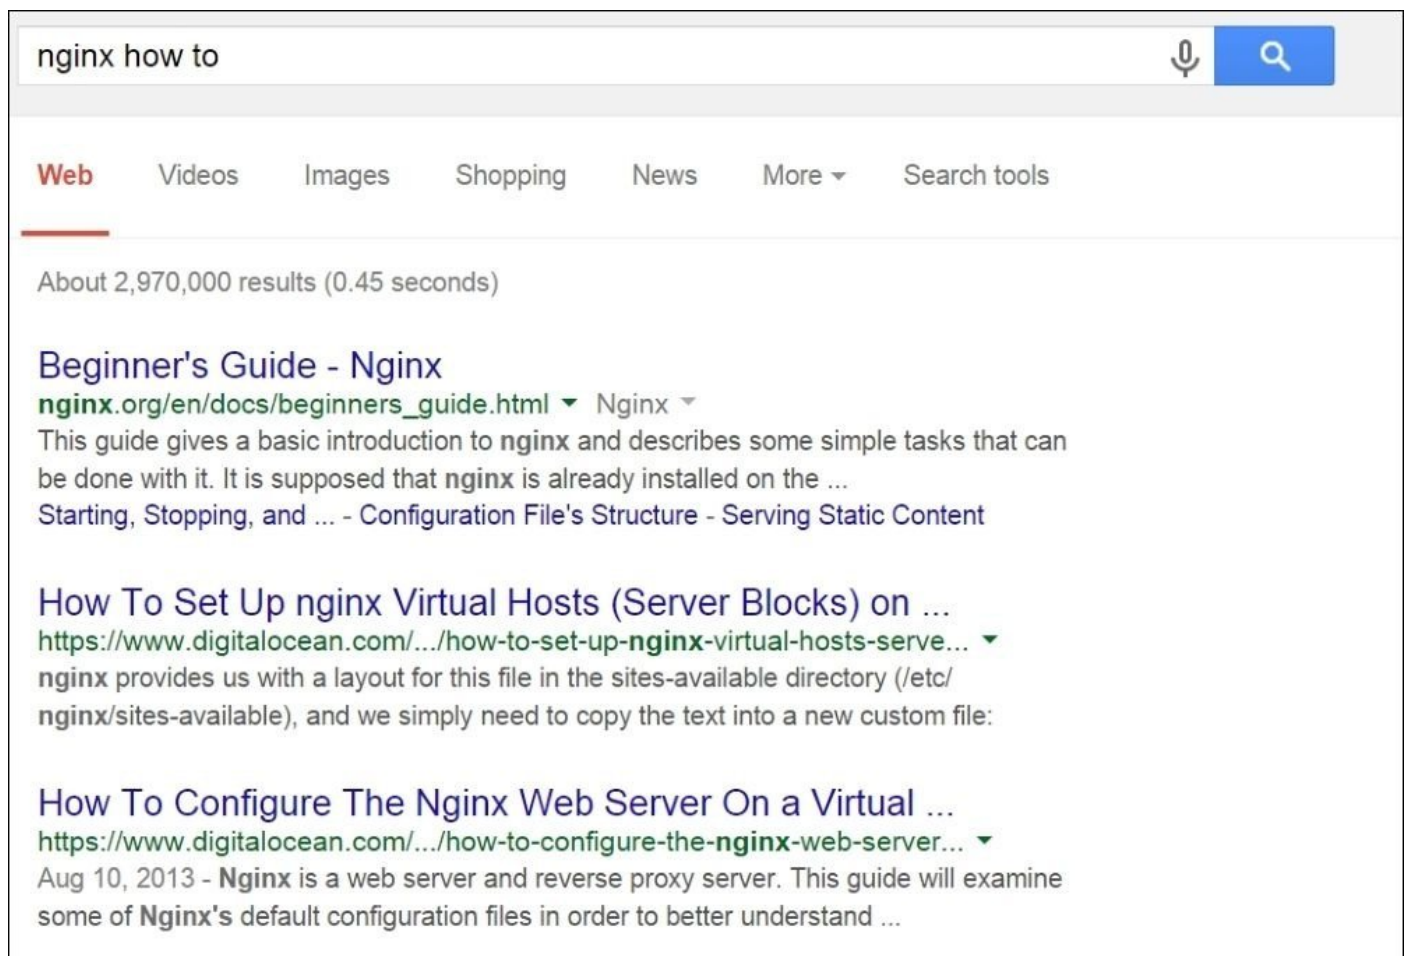 nginx how to
Web Videos Images Shopping News More Search tools
About 2,970,000 results (0.45 seconds)
Beginner's Guide - Nginx
nginx.org/en/docs/beginners_guide.html Nginx
This guide gives a basic introduction to nginx and describes some simple tasks that can
be done with it. It is supposed that nginx is already installed on the ...
Starting, Stopping, and ... - Configuration File's Structure - Serving Static Content
How To Set Up nginx Virtual Hosts (Server Blocks) on ...
https://www.digitalocean.com/.../how-to-set-up-nginx-virtual-hosts-serve...
nginx provides us with a layout for this file in the sites-available directory (/etc/
nginx/sites-available), and we simply need to copy the text into a new custom file:
How To Configure The Nginx Web Server On a Virtual ...
https://www.digitalocean.com/.../how-to-configure-the-nginx-web-server...
Aug 10, 2013 - Nginx is a web server and reverse proxy server. This guide will examine
some of Nginx's default configuration files in order to better understand ...